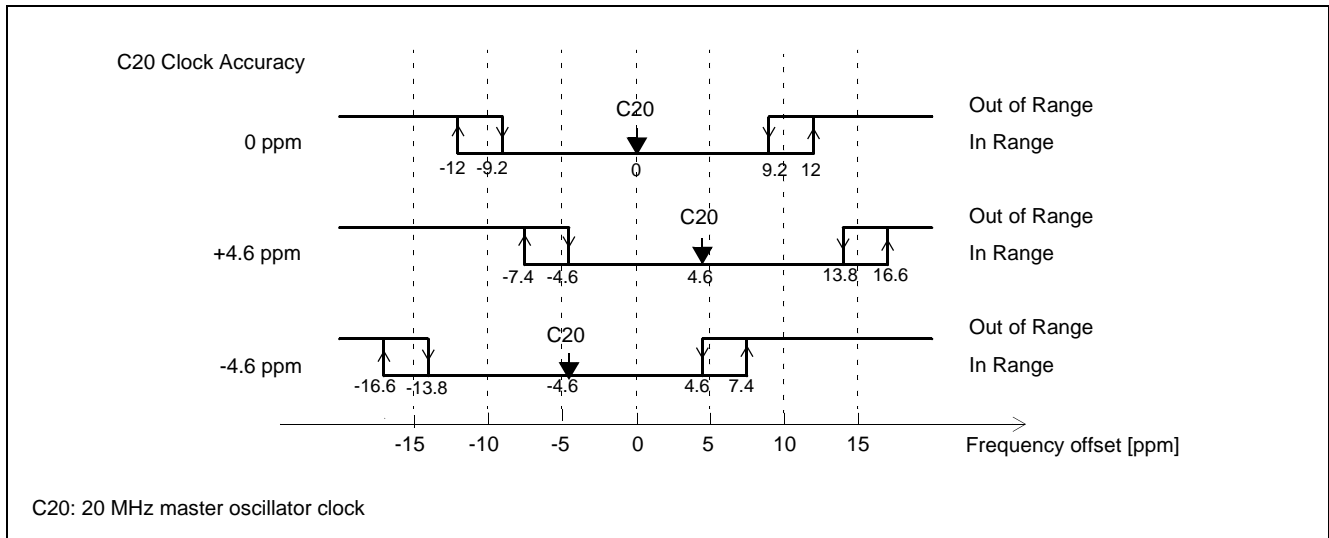 C20 Clock Accuracy
C20
Out of Range
0 ppm
In Range
-12 -9.2 0 9.2 12
C20
Out of Range
+4.6 ppm
In Range
-7.4 -4.6 4.6 13.8 16.6
C20
Out of Range
-4.6 ppm
In Range
-16.6 -13.8 -4.6 4.6 7.4
-15 -10 -5 0 5 10 15 Frequency offset [ppm]
C20: 20 MHz master oscillator clock